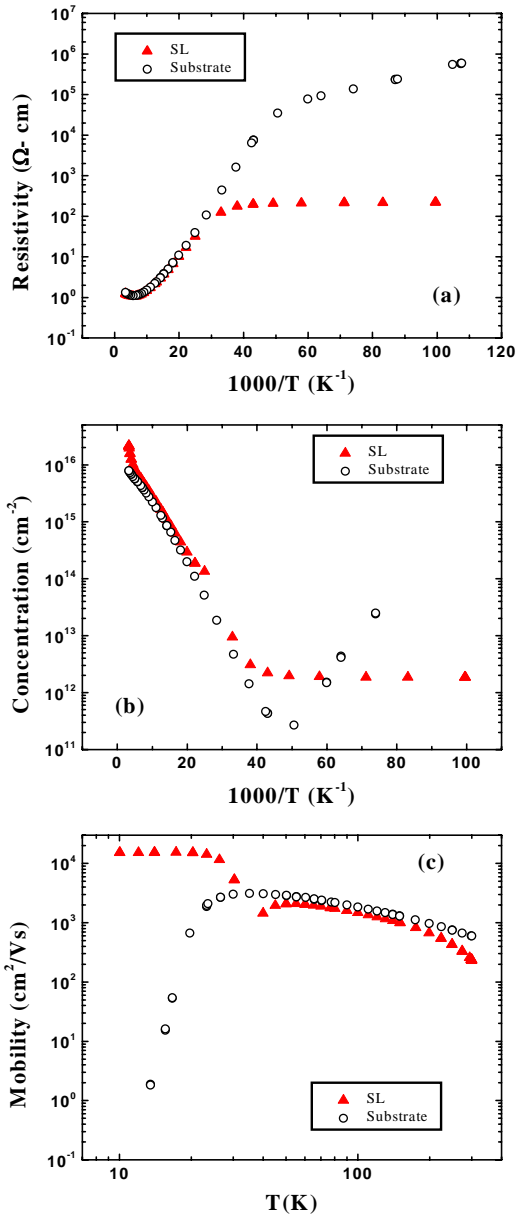 10^7
10^6
10^5
10^4
10^3
10^2
10^1
10^0
10^-1
Resistivity (Ω- cm)
SL
Substrate
(a)
0 20 40 60 80 100 120
1000/T (K^-1)
10^16
10^15
10^14
10^13
10^12
10^11
Concentration (cm^-2)
SL
Substrate
(b)
0 20 40 60 80 100
1000/T (K^-1)
10^4
10^3
10^2
10^1
10^0
10^-1
Mobility (cm^2/Vs)
(c)
SL
Substrate
10 100
T(K)